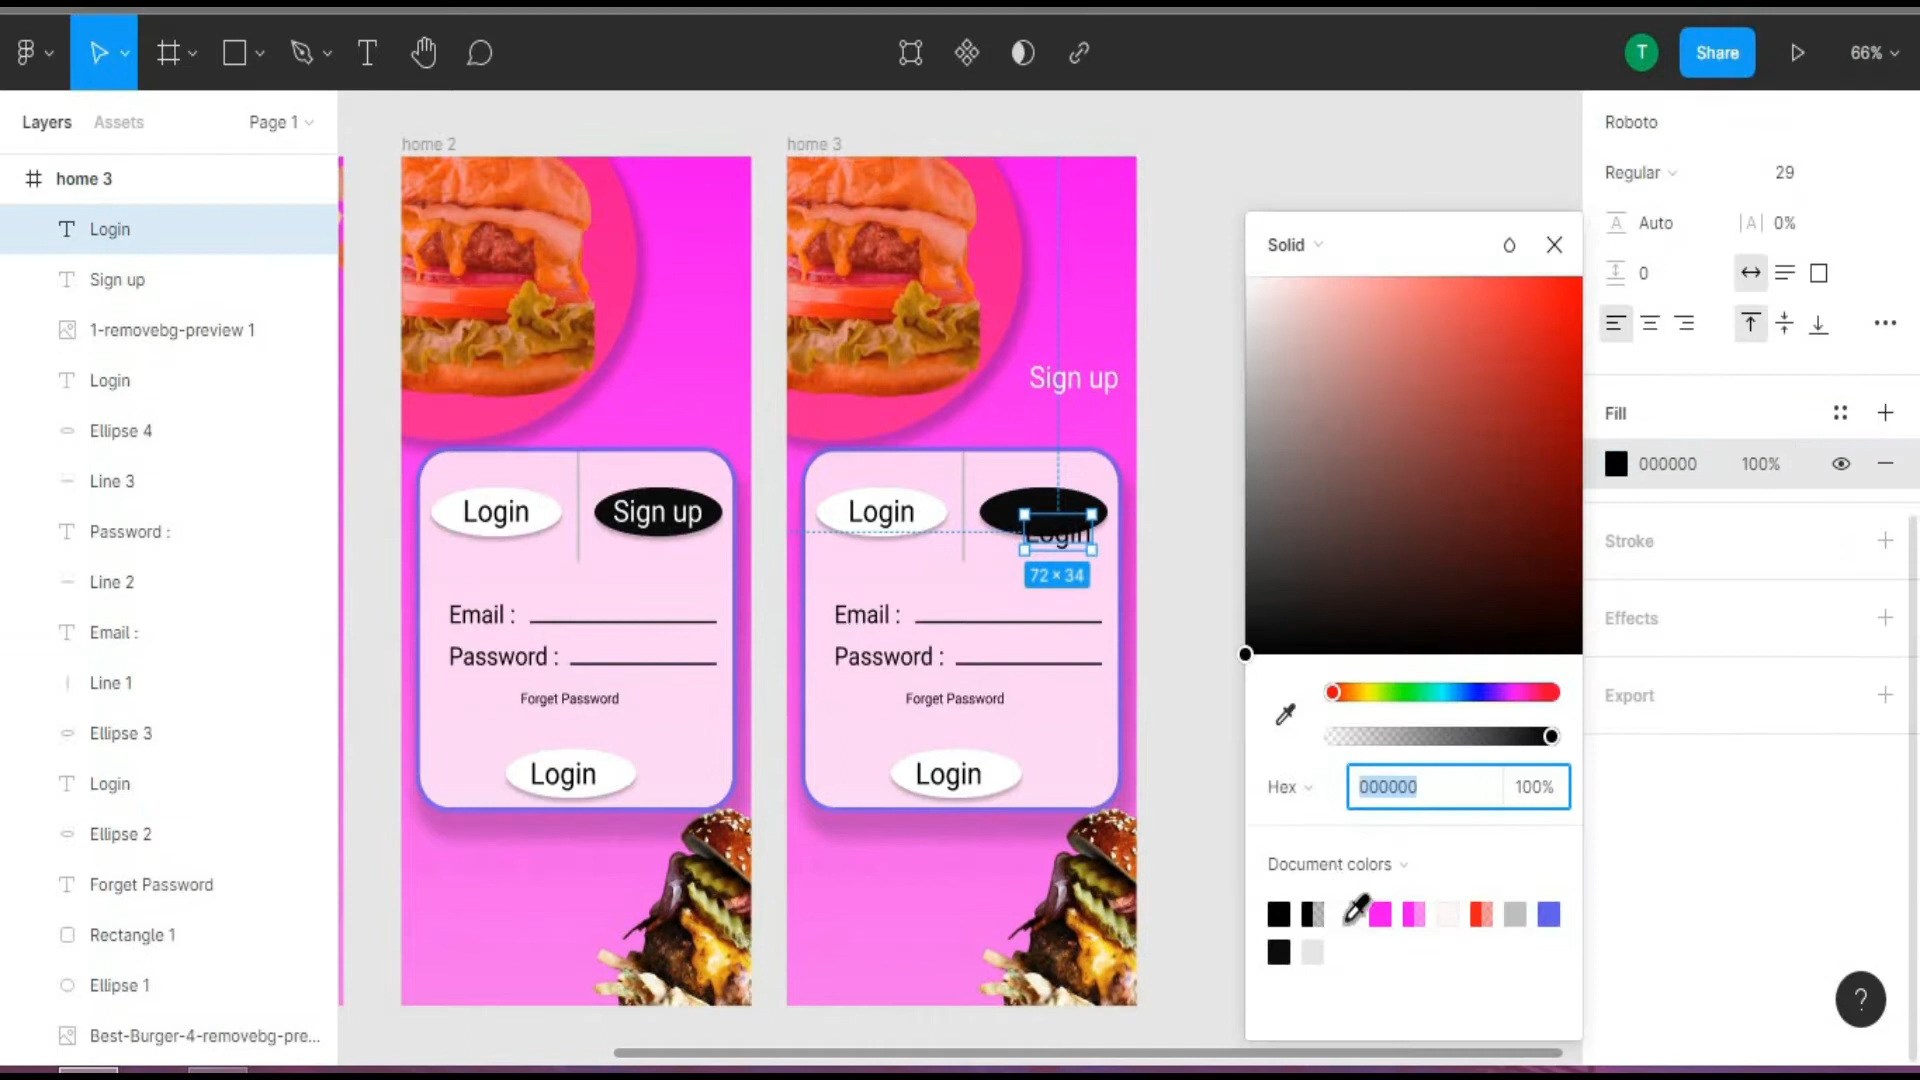 T
Share
66%
Layers
Assets
Page 1
home 3
Login
Sign up
1-removebg-preview 1
Login
Ellipse 4
Line 3
Password :
Line 2
Email :
Line 1
Ellipse 3
Login
Ellipse 2
Forget Password
Rectangle 1
Ellipse 1
Best-Burger-4-removebg-pre...
home 2
Login
Sign up
Email :
Password :
Forget Password
Login
home 3
Sign up
Login
Login
72 × 34
Email :
Password :
Forget Password
Login
Solid
Hex
000000
100%
Document colors
Roboto
Regular
29
Auto
0%
0
Fill
000000
100%
Stroke
Effects
Export
?